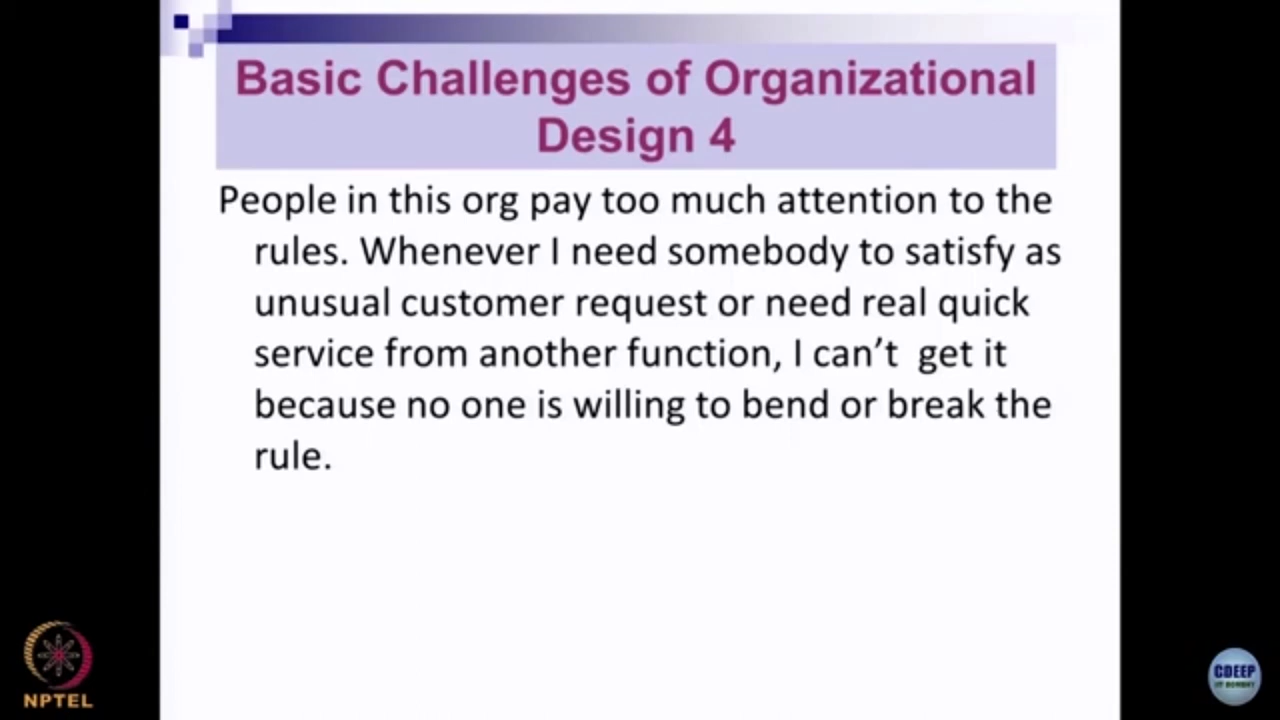 Basic Challenges of Organizational
Design 4
People in this org pay too much attention to the
rules. Whenever I need somebody to satisfy as
unusual customer request or need real quick
service from another function, I can’t  get it
because no one is willing to bend or break the
rule.
NPTEL
CDEEP
IIT BOMBAY